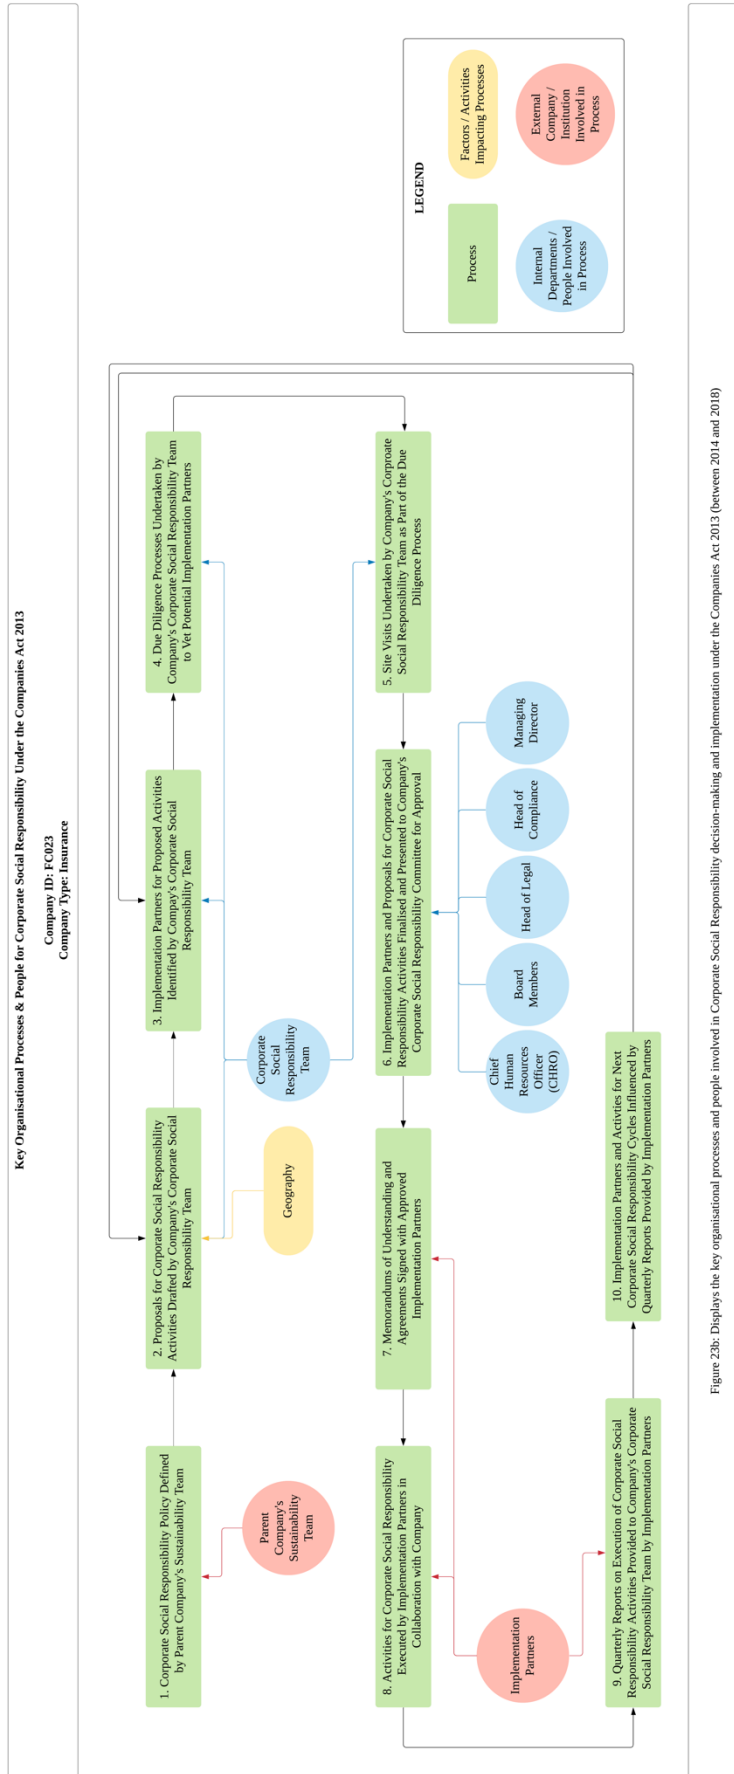 Key Organisational Processes & People for Corporate Social Responsibility Under the Companies Act 2013
Company ID: FC023
Company Type: Insurance
1. Corporate Social Responsibility Policy Defined
by Parent Company's Sustainability Team
2. Proposals for Corporate Social Responsibility
Activities Drafted by Company's Corporate Social
Responsibility Team
3. Implementation Partners for Proposed Activities
Identified by Compay's Corporate Social
Responsibility Team
4. Due Diligence Processes Undertaken by
Company's Corporate Social Responsibility Team
to Vet Potential Implementation Partners
Parent
Company's
Sustainability
Team
Geography
Corporate
Social
Responsibility
Team
8. Activities for Corporate Social Responsibility
Executed by Implementation Partners in
Collaboration with Company
7. Memorandums of Understanding and
Agreements Signed with Approved
Implementation Partners
6. Implementation Partners and Proposals for Corporate Social
Responsibility Activities Finalised and Presented to Company's
Corporate Social Responsibility Committee for Approval
5. Site Visits Undertaken by Company's Corproate
Social Responsibility Team as Part of the Due
Diligence Process
Implementation
Partners
Chief
Human
Resources
Officer
(CHRO)
Board
Members
Head of Legal
Head of
Compliance
Managing
Director
9. Quarterly Reports on Execution of Corporate Social
Responsibility Activities Provided to Company's Corporate
Social Responsibility Team by Implementation Partners
10. Implementation Partners and Activties for Next
Corporate Social Responsibility Cycles Influenced by
Quarterly Reports Provided by Implementation Partners
LEGEND
Process
Factors / Activities
Impacting Processes
Internal
Departments /
People Involved
in Process
External
Company /
Institution
Involved in
Process
Figure 23b: Displays the key organisational processes and people involved in Corporate Social Responsibility decision-making and implementation under the Companies Act 2013 (between 2014 and 2018)